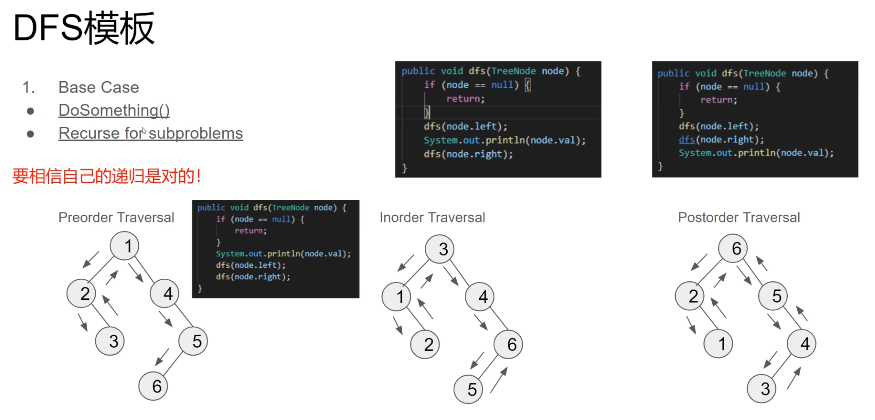 DFS模板
1. Base Case
● DoSomething()
● Recurse for subproblems
要相信自己的递归是对的！
public void dfs(TreeNode node) {
if (node == null) {
return;
}
dfs(node.left);
System.out.println(node.val);
dfs(node.right);
}
public void dfs(TreeNode node) {
if (node == null) {
return;
}
dfs(node.left);
dfs(node.right);
System.out.println(node.val);
}
Preorder Traversal
public void dfs(TreeNode node) {
if (node == null) {
return;
}
System.out.println(node.val);
dfs(node.left);
dfs(node.right);
}
1
2
4
3
5
6
Inorder Traversal
3
1
4
2
6
5
Postorder Traversal
6
2
5
1
4
3